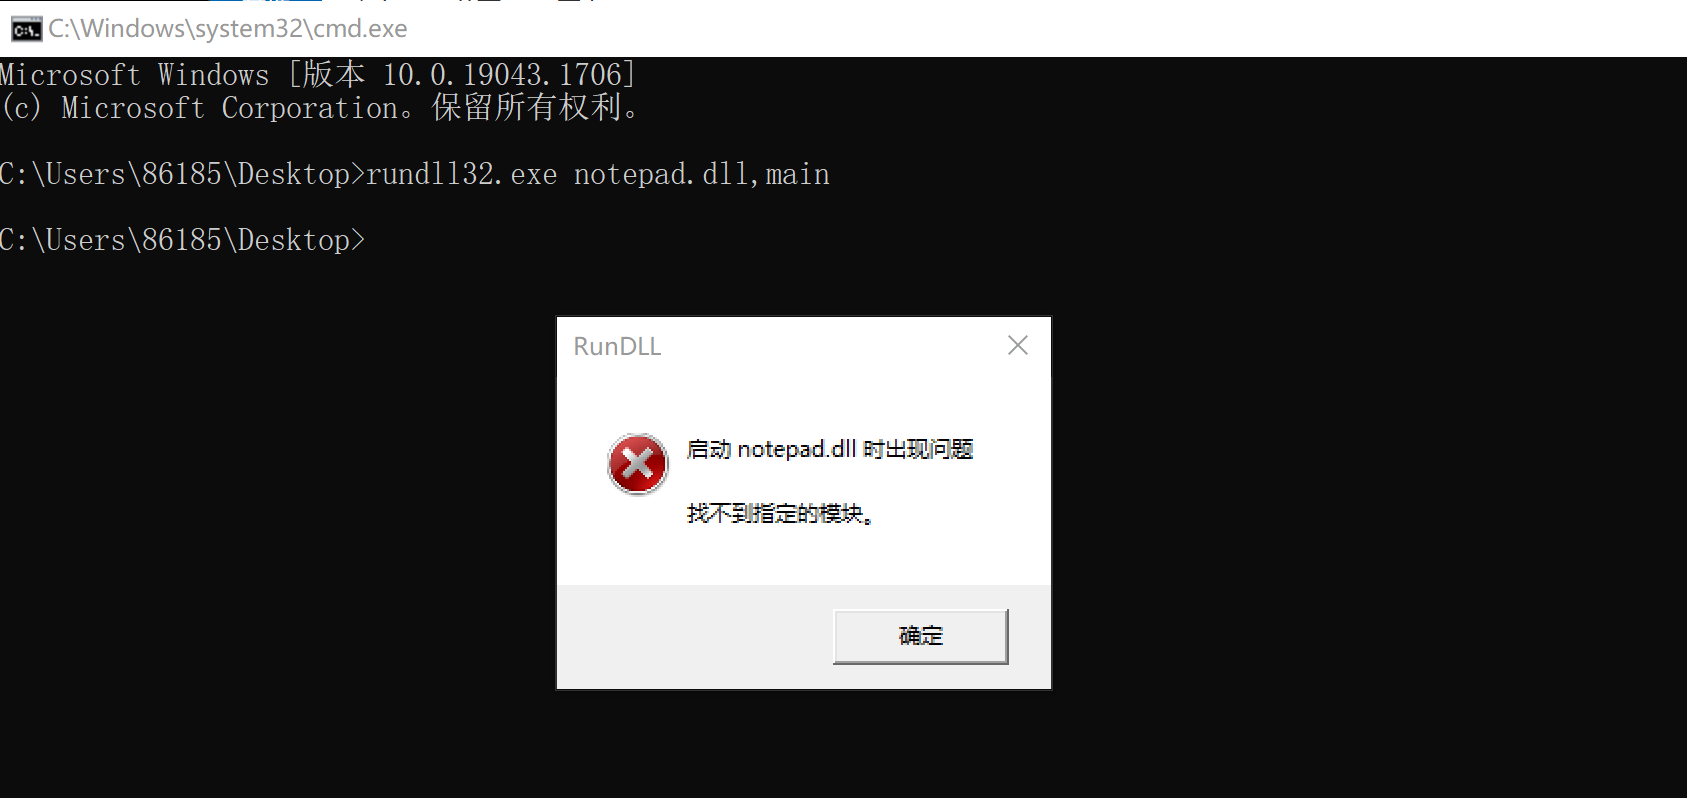 C:\Windows\system32\cmd.exe
Microsoft Windows [版本 10.0.19043.1706]
(c) Microsoft Corporation。保留所有权利。
C:\Users\86185\Desktop>rundll32.exe notepad.dll,main
C:\Users\86185\Desktop>
RunDLL
启动 notepad.dll 时出现问题
找不到指定的模块。
确定